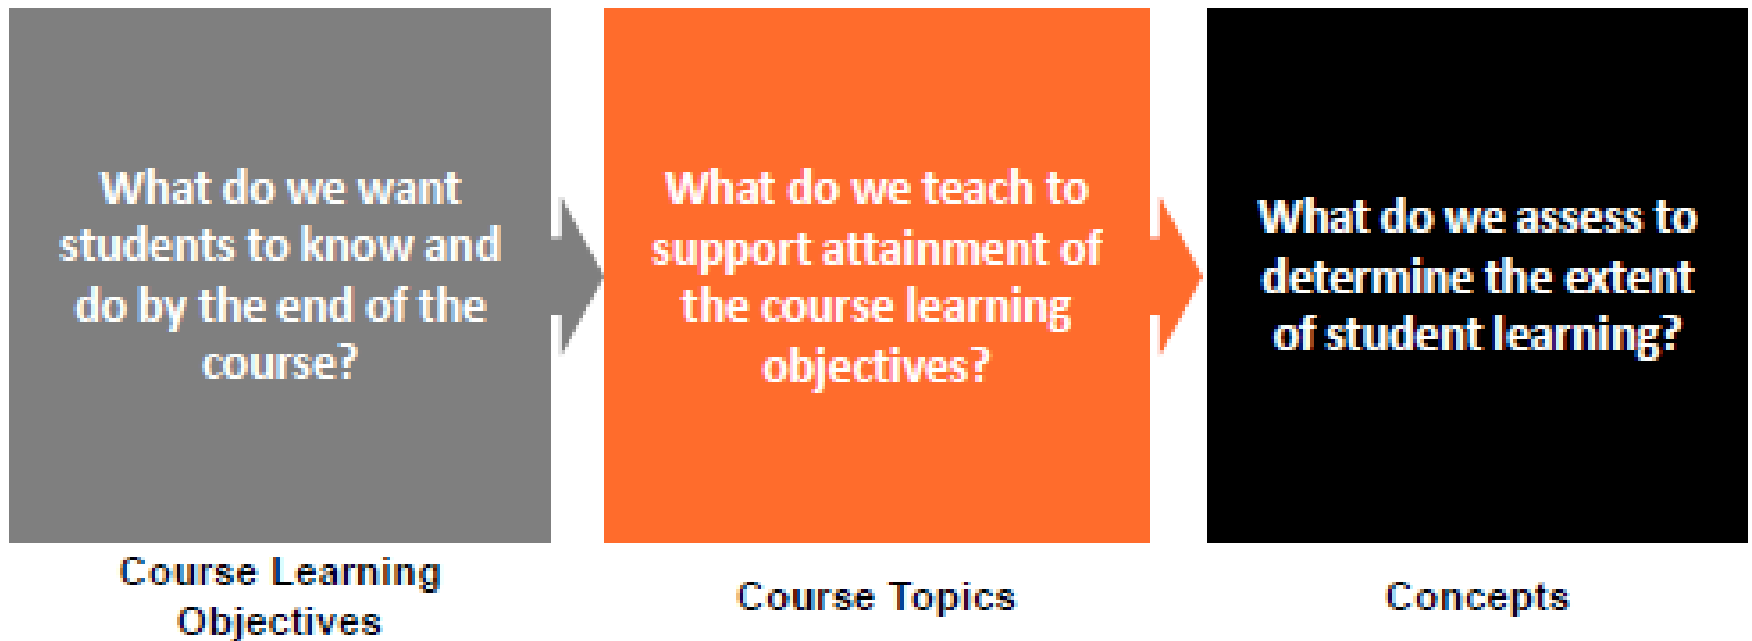 What do we want
students to know and
do by the end of the
course?
What do we teach to
support attainment of
the course learning
objectives?
What do we assess to
determine the extent
of student learning?
Course Learning
Objectives
Course Topics
Concepts